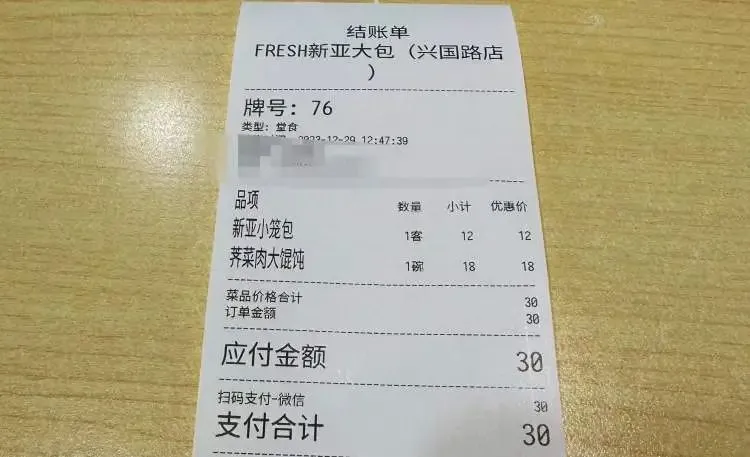 结账单
FRESH新亚大包（兴国路店
）
牌号：76
类型：堂食
2023-12-29 12:47:39
品项 数量 小计 优惠价
新亚小笼包 1客 12 12
荠菜肉大馄饨 1碗 18 18
菜品价格合计 30
订单金额 30
应付金额 30
扫码支付-微信 30
支付合计 30